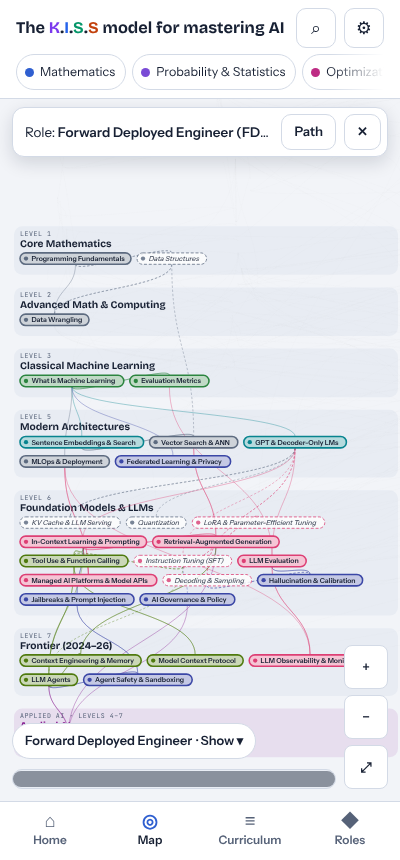 The K.I.S.S model for mastering AI
Mathematics
Probability & Statistics
Optimizat
Role: Forward Deployed Engineer (FD…
Path
LEVEL 1
Core Mathematics
Programming Fundamentals
Data Structures
LEVEL 2
Advanced Math & Computing
Data Wrangling
LEVEL 3
Classical Machine Learning
What Is Machine Learning
Evaluation Metrics
LEVEL 5
Modern Architectures
Sentence Embeddings & Search
Vector Search & ANN
GPT & Decoder-Only LMs
MLOps & Deployment
Federated Learning & Privacy
LEVEL 6
Foundation Models & LLMs
KV Cache & LLM Serving
Quantization
LoRA & Parameter-Efficient Tuning
In-Context Learning & Prompting
Retrieval-Augmented Generation
Tool Use & Function Calling
Instruction Tuning (SFT)
LLM Evaluation
Managed AI Platforms & Model APIs
Decoding & Sampling
Hallucination & Calibration
Jailbreaks & Prompt Injection
AI Governance & Policy
LEVEL 7
Frontier (2024–26)
Context Engineering & Memory
Model Context Protocol
LLM Observability & Moni
LLM Agents
Agent Safety & Sandboxing
APPLIED AI · LEVELS 4–7
Forward Deployed Engineer · Show ▾
Home
Map
Curriculum
Roles